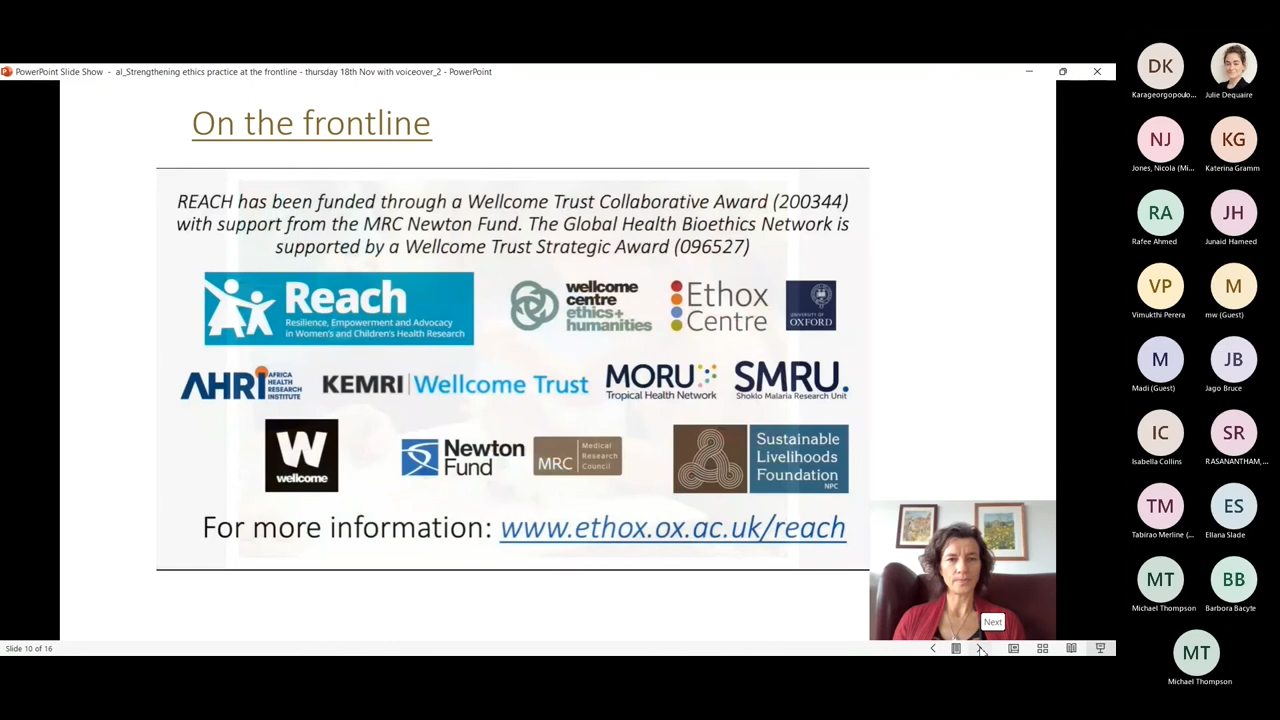 PowerPoint Slide Show - al_Strengthening ethics practice at the frontline - thursday 18th Nov with voiceover_2 - PowerPoint
On the frontline
REACH has been funded through a Wellcome Trust Collaborative Award (200344)
with support from the MRC Newton Fund. The Global Health Bioethics Network is
supported by a Wellcome Trust Strategic Award (096527)
Reach
Resilience, Empowerment and Advocacy
in Women's and Children's Health Research
wellcome
centre
ethics+
humanities
Ethox
Centre
UNIVERSITY OF
OXFORD
AHRI
AFRICA
HEALTH
RESEARCH
INSTITUTE
KEMRI | Wellcome Trust
MORU
Tropical Health Network
SMRU.
Shoklo Malaria Research Unit
W
wellcome
Newton
Fund
MRC
Medical
Research
Council
Sustainable
Livelihoods
Foundation
NPC
For more information: www.ethox.ox.ac.uk/reach
Next
Slide 10 of 16
DK
Karageorgopoulo...
Julie Dequaire
NJ
Jones, Nicola (Mi...
KG
Katerina Gramm
RA
Rafee Ahmed
JH
Junaid Hameed
VP
Vimukthi Perera
M
mw (Guest)
M
Madi (Guest)
JB
Jago Bruce
IC
Isabella Collins
SR
RASANANTHAM,...
TM
Tabirao Merline (...
ES
Ellana Slade
MT
Michael Thompson
BB
Barbora Bacyte
MT
Michael Thompson